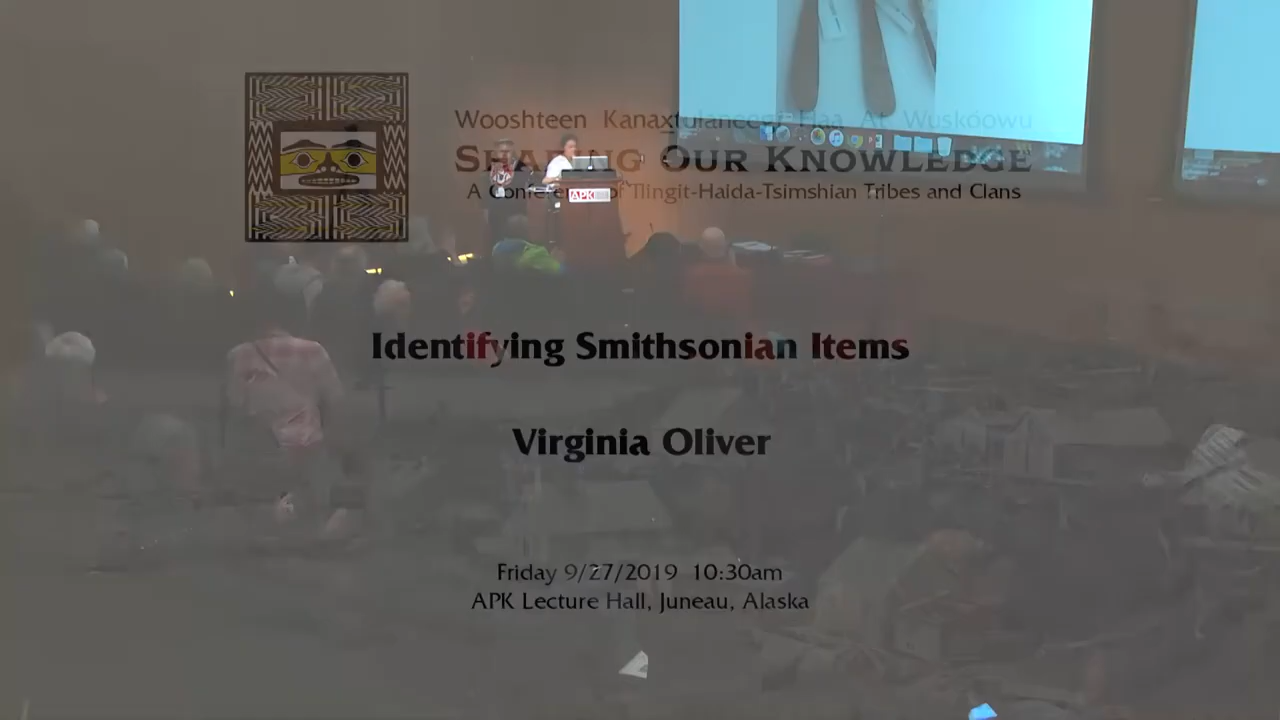 Wooshteen Kanaxtulaneegí Haa At Wuskóowu
SHARING OUR KNOWLEDGE
A Conference of Tlingit-Haida-Tsimshian Tribes and Clans
APK
Identifying Smithsonian Items
Virginia Oliver
Friday 9/27/2019 10:30am
APK Lecture Hall, Juneau, Alaska